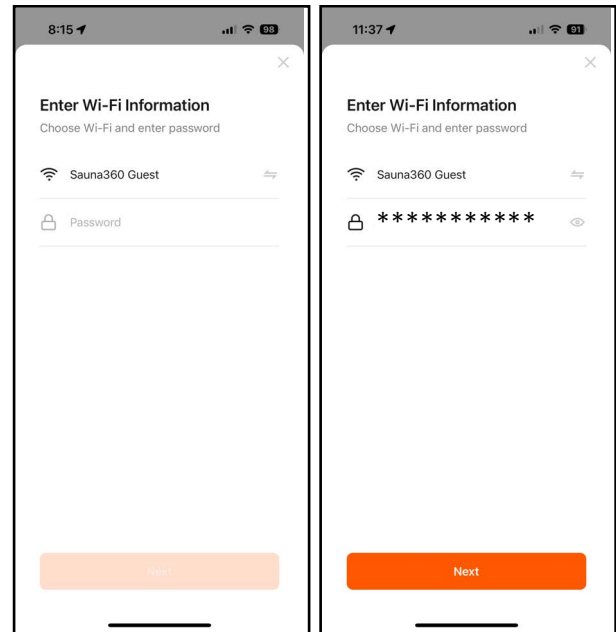 8:15
98
Enter Wi-Fi Information
Choose Wi-Fi and enter password
Sauna360 Guest
Password
Next
11:37
91
Enter Wi-Fi Information
Choose Wi-Fi and enter password
Sauna360 Guest
***********
Next